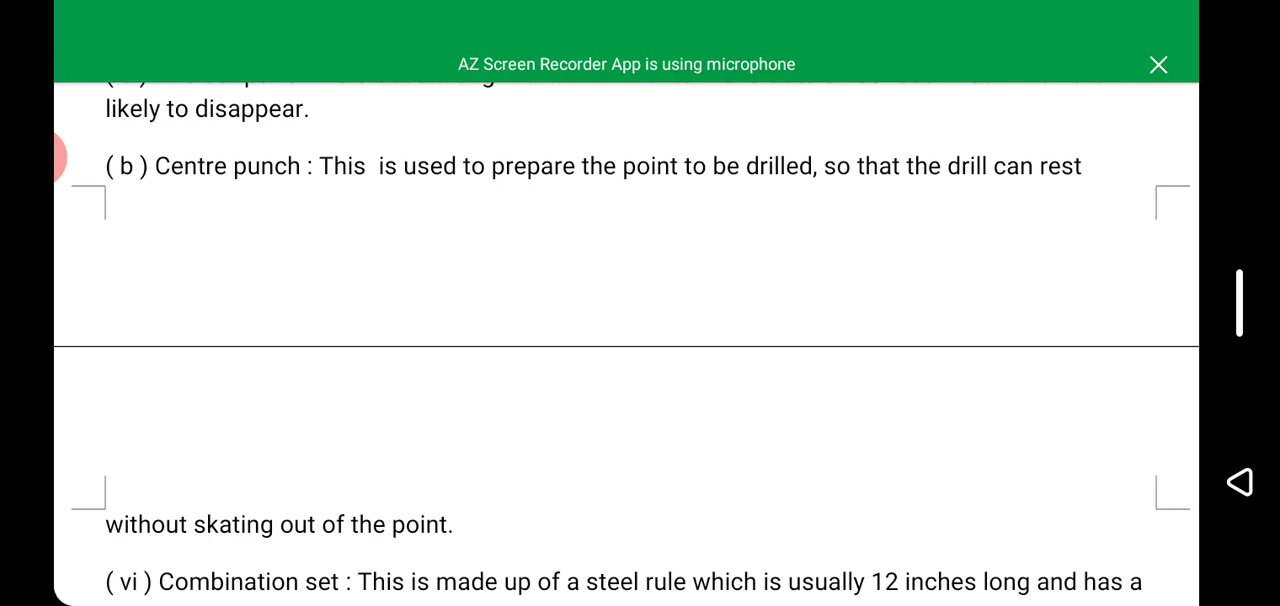 AZ Screen Recorder App is using microphone
likely to disappear.
( b ) Centre punch : This  is used to prepare the point to be drilled, so that the drill can rest
without skating out of the point.
( vi ) Combination set : This is made up of a steel rule which is usually 12 inches long and has a